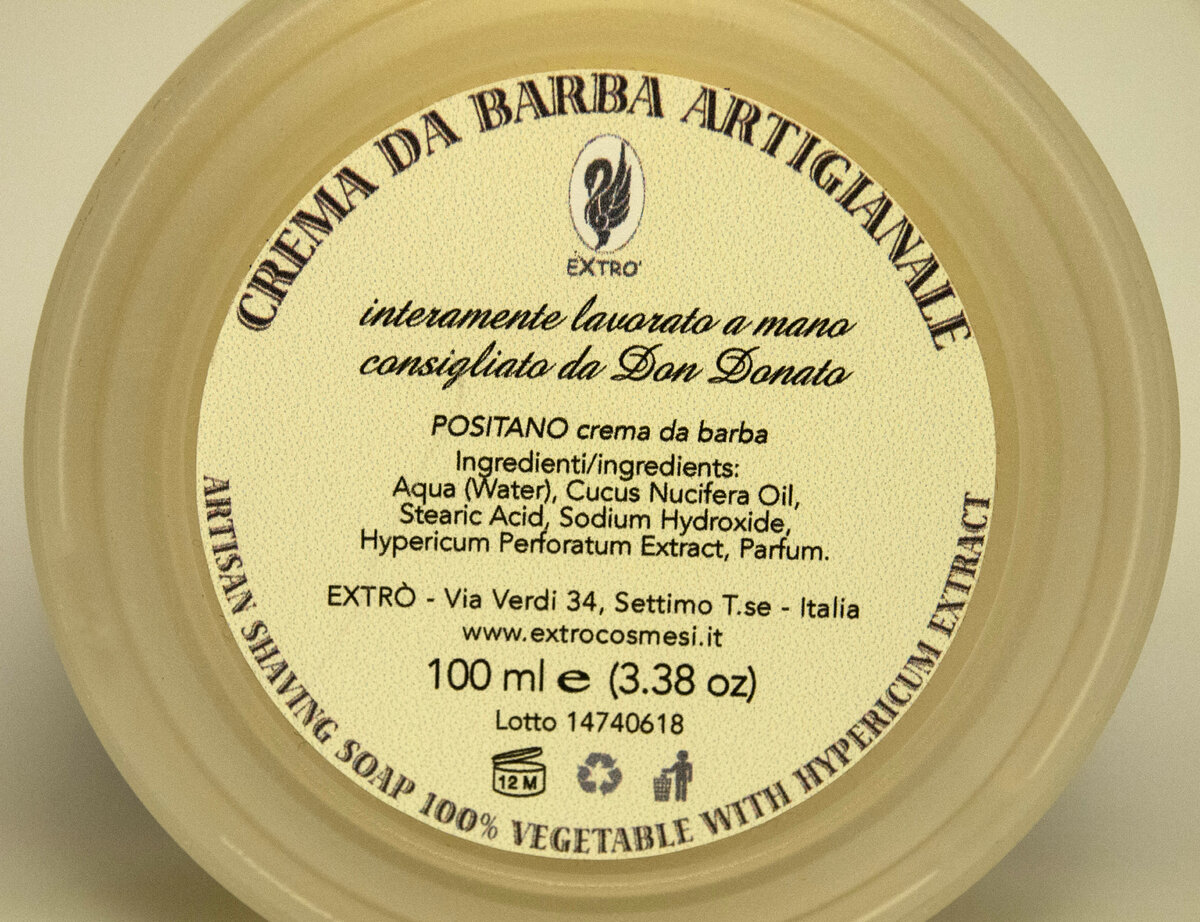 CREMA DA BARBA ARTIGIANALE
EXTRO'
interamente lavorato a mano
consigliato da Don Donato
POSITANO crema da barba
Ingredienti/ingredients:
Aqua (Water), Cucus Nucifera Oil,
Stearic Acid, Sodium Hydroxide,
Hypericum Perforatum Extract, Parfum.
EXTRÒ - Via Verdi 34, Settimo T.se - Italia
www.extrocosmesi.it
100 ml e (3.38 oz)
Lotto 14740618
12 M
ARTISAN SHAVING SOAP 100% VEGETABLE WITH HYPERICUM EXTRACT